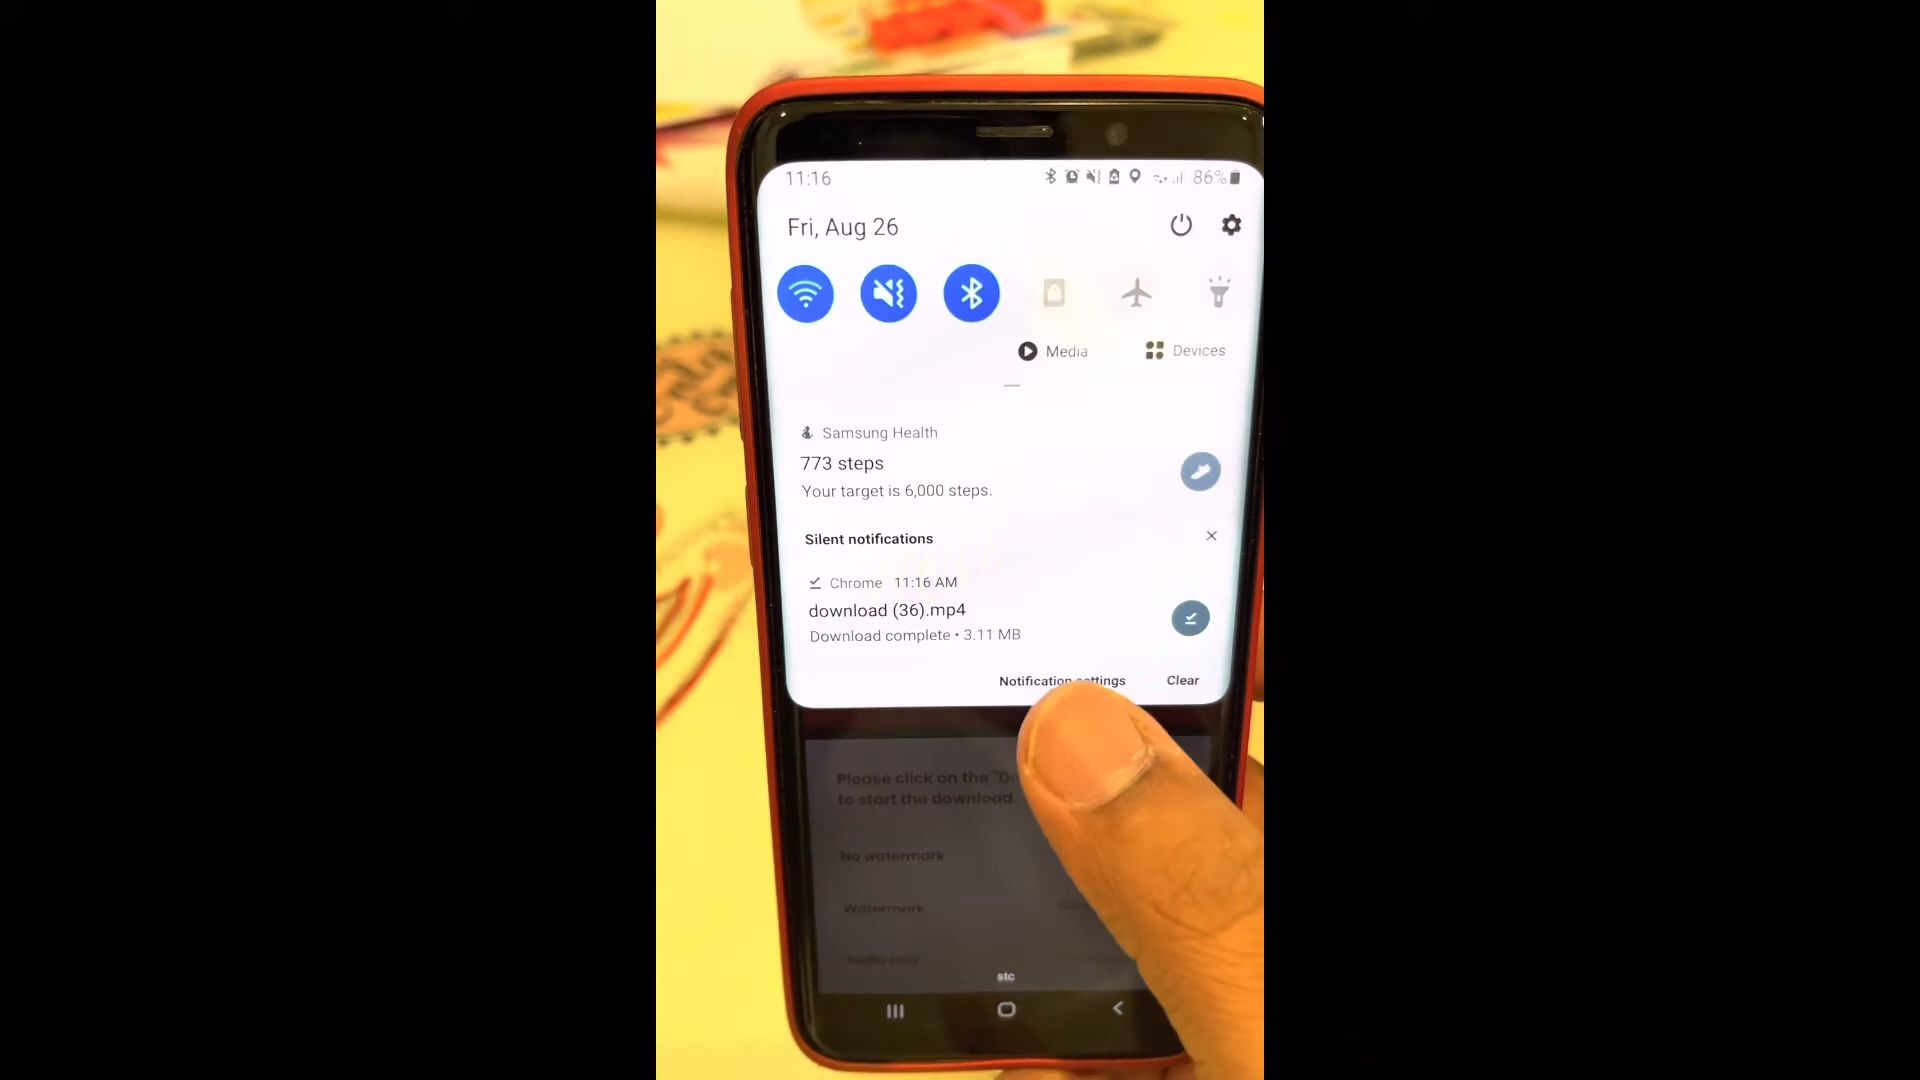 11:16
86%
Fri, Aug 26
Media
Devices
Samsung Health
773 steps
Your target is 6,000 steps.
Silent notifications
Chrome 11:16 AM
download (36).mp4
Download complete • 3.11 MB
Notification settings
Clear
Please click on the "Do
to start the download.
No watermark
Watermark
stc